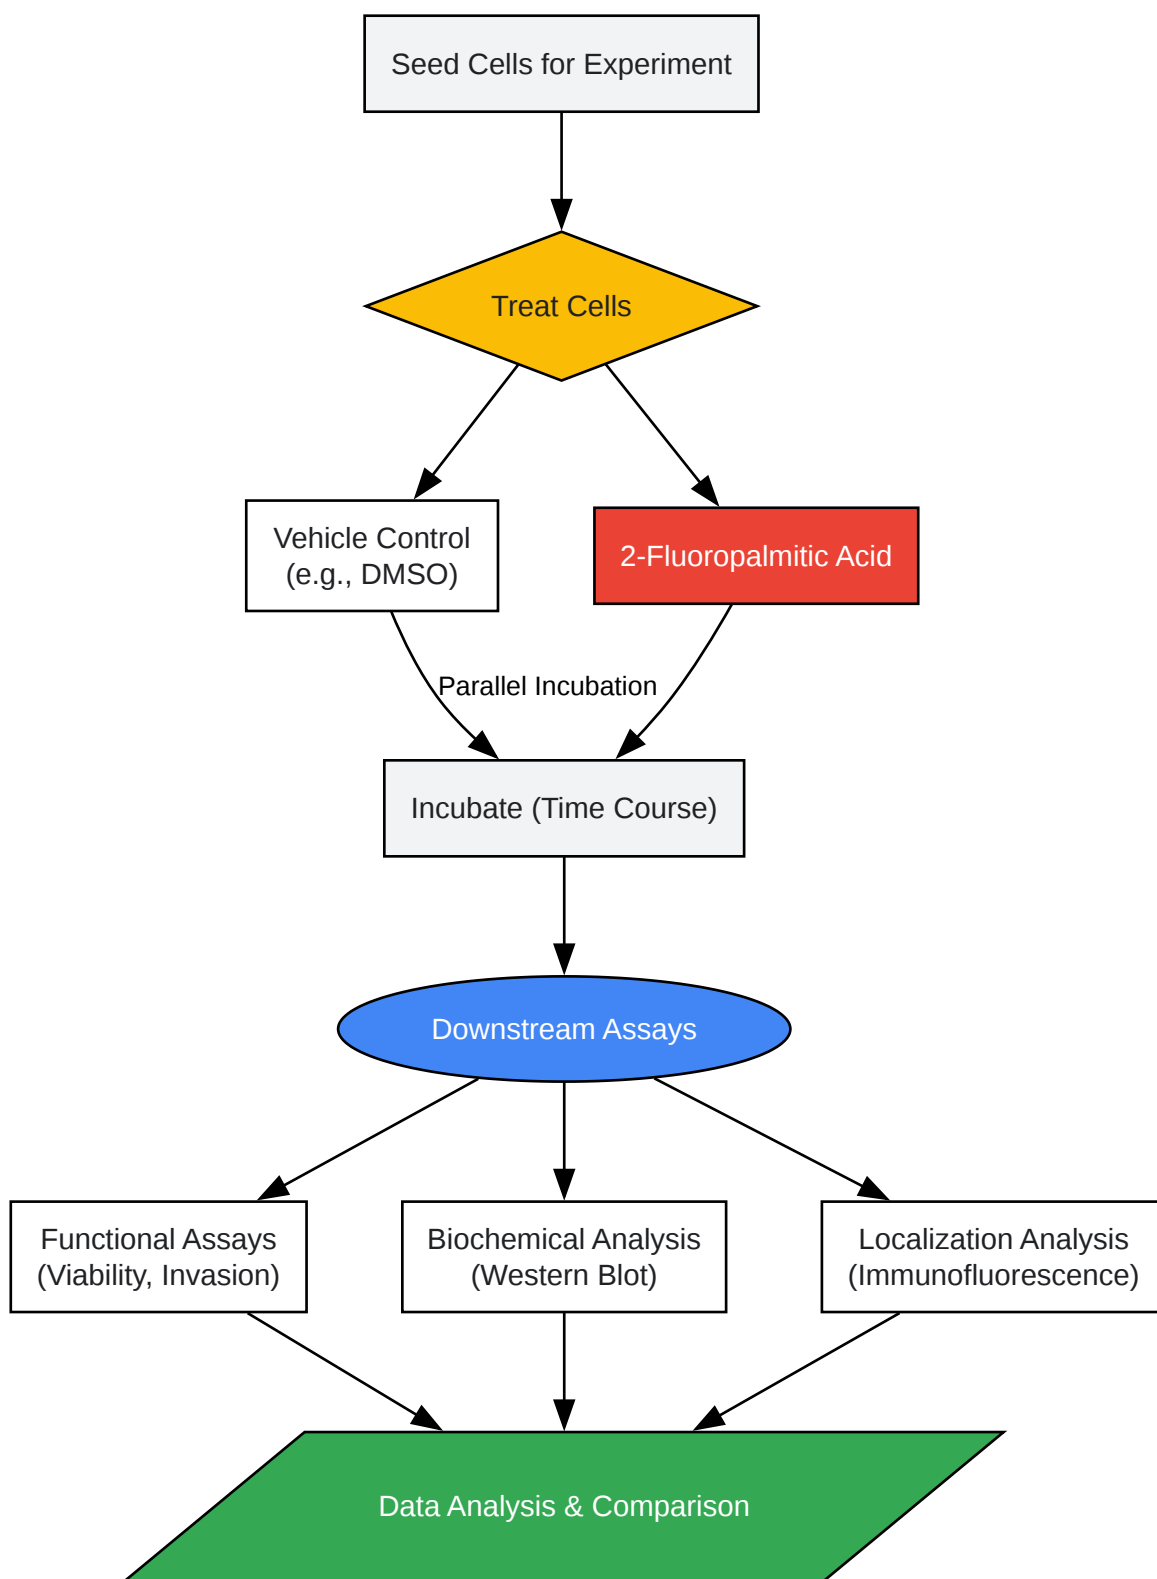 Seed Cells for Experiment
Treat Cells
Vehicle Control
(e.g., DMSO)
2-Fluoropalmitic Acid
Parallel Incubation
Incubate (Time Course)
Downstream Assays
Functional Assays
(Viability, Invasion)
Biochemical Analysis
(Western Blot)
Localization Analysis
(Immunofluorescence)
Data Analysis & Comparison